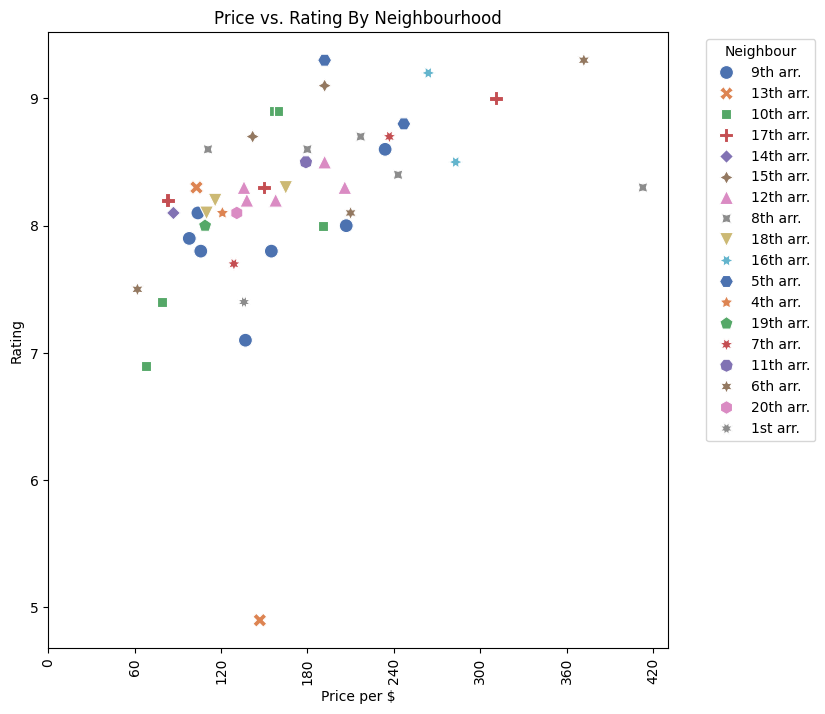 Price vs. Rating By Neighbourhood
Rating
9
8
7
6
5
0
60
120
180
240
300
360
420
Price per $
Neighbour
9th arr.
13th arr.
10th arr.
17th arr.
14th arr.
15th arr.
12th arr.
8th arr.
18th arr.
16th arr.
5th arr.
4th arr.
19th arr.
7th arr.
11th arr.
6th arr.
20th arr.
1st arr.